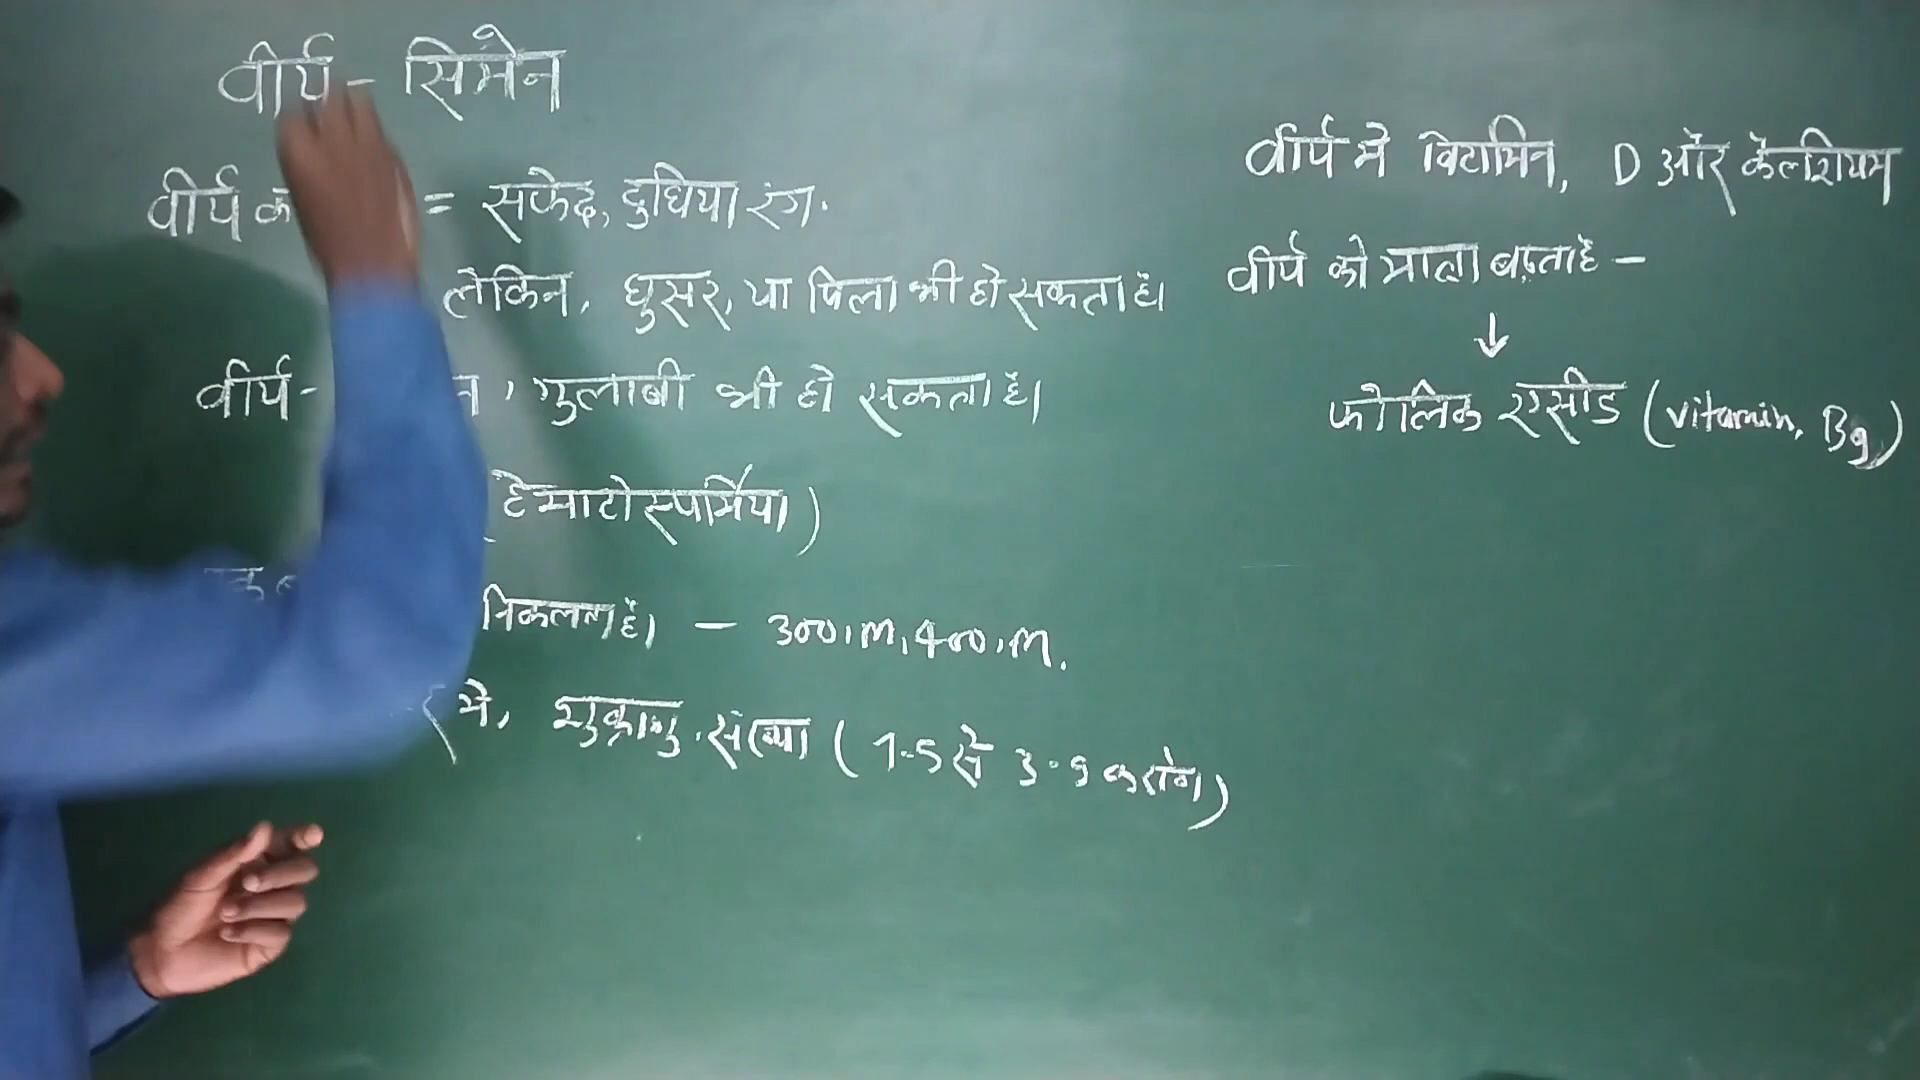 वीर्य - सिमेन
वीर्य = सफेद, दुधिया रंग.
लेकिन, धुसर, या पिला भी हो सकता है।
वीर्य - , गुलाबी भी हो सकता है।
हेमाटोस्पर्मिया)
निकलता है। - 300.m, 400.m.
मे, शुक्राणु संख्या ( 1.5 से 3.9 करोंग)
वीर्य मे विटामिन, D और केलशियम
वीर्य को मात्रा बढ़ता है -
↓
फोलिक एसीड (vitamin, B9)